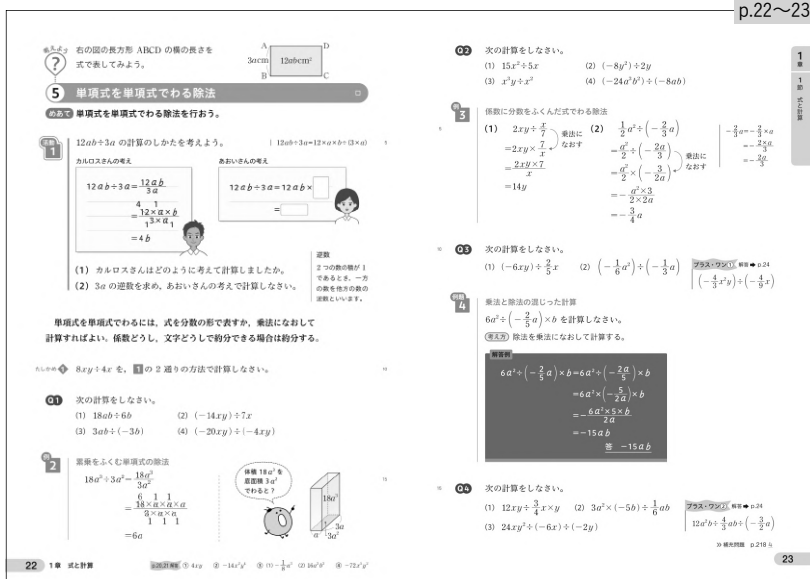 p.22〜23
考えよう
右の図の長方形 ABCD の横の長さを
式で表してみよう。
A D
3acm 12abcm²
B C
5 単項式を単項式でわる除法
めあて 単項式を単項式でわる除法を行おう。
1 12ab÷3a の計算のしかたを考えよう。
12ab÷3a=12×a×b÷(3×a)
カルロスさんの考え
12ab÷3a=12ab/3a
4 1
=12×a×b/3×a
1 1
=4b
あおいさんの考え
12ab÷3a=12ab×□
=□
(1) カルロスさんはどのように考えて計算しましたか。
(2) 3a の逆数を求め、あおいさんの考えで計算しなさい。
逆数
2つの数の積が 1
であるとき、一方
の数を他方の数の
逆数といいます。
単項式を単項式でわるには、式を分数の形で表すか、乗法になおして
計算すればよい。係数どうし、文字どうしで約分できる場合は約分する。
たしかめ 1 8xy÷4x を、1 の 2 通りの方法で計算しなさい。
Q1 次の計算をしなさい。
(1) 18ab÷6b (2) (−14xy)÷7x
(3) 3ab÷(−3b) (4) (−20xy)÷(−4xy)
例 2 累乗をふくむ単項式の除法
18a³÷3a²=18a³/3a²
6 1 1
=18×a×a×a/3×a×a
1 1 1
=6a
体積 18a³ を
底面積 3a²
でわると？
18a³
3a
a 3a²
22 1章 式と計算
Q2 次の計算をしなさい。
(1) 15x²÷5x (2) (−8y²)÷2y
(3) x³y÷x² (4) (−24a²b²)÷(−8ab)
1章
1節 式と計算
例 3 係数に分数をふくんだ式でわる除法
(1) 2xy÷x/7
=2xy×7/x
=2xy×7/x
=14y
乗法に
なおす
(2) 1/2 a²÷(−2/3 a)
=a²/2÷(−2a/3)
=a²/2×(−3/2a)
=−a²×3/2×2a
=−3/4 a
乗法に
なおす
−2/3 a=−2/3×a
=−2×a/3
=−2a/3
Q3 次の計算をしなさい。
(1) (−6xy)÷2/5 x (2) (−1/6 a²)÷(−1/3 a)
プラス・ワン① 解答➡p.24
(−4/3 x²y)÷(−4/9 x)
例題 4 乗法と除法の混じった計算
6a²÷(−2/5 a)×b を計算しなさい。
考え方 除法を乗法になおして計算する。
解答例
6a²÷(−2/5 a)×b=6a²÷(−2a/5)×b
=6a²×(−5/2a)×b
=−6a²×5×b/2a
=−15ab
答 −15ab
Q4 次の計算をしなさい。
(1) 12xy÷3/4 x×y (2) 3a²×(−5b)÷1/6 ab
(3) 24xy²÷(−6x)÷(−2y)
プラス・ワン② 解答➡p.24
12a²b÷4/3 ab÷(−3/2 a)
≫ 補充問題 p.218
23